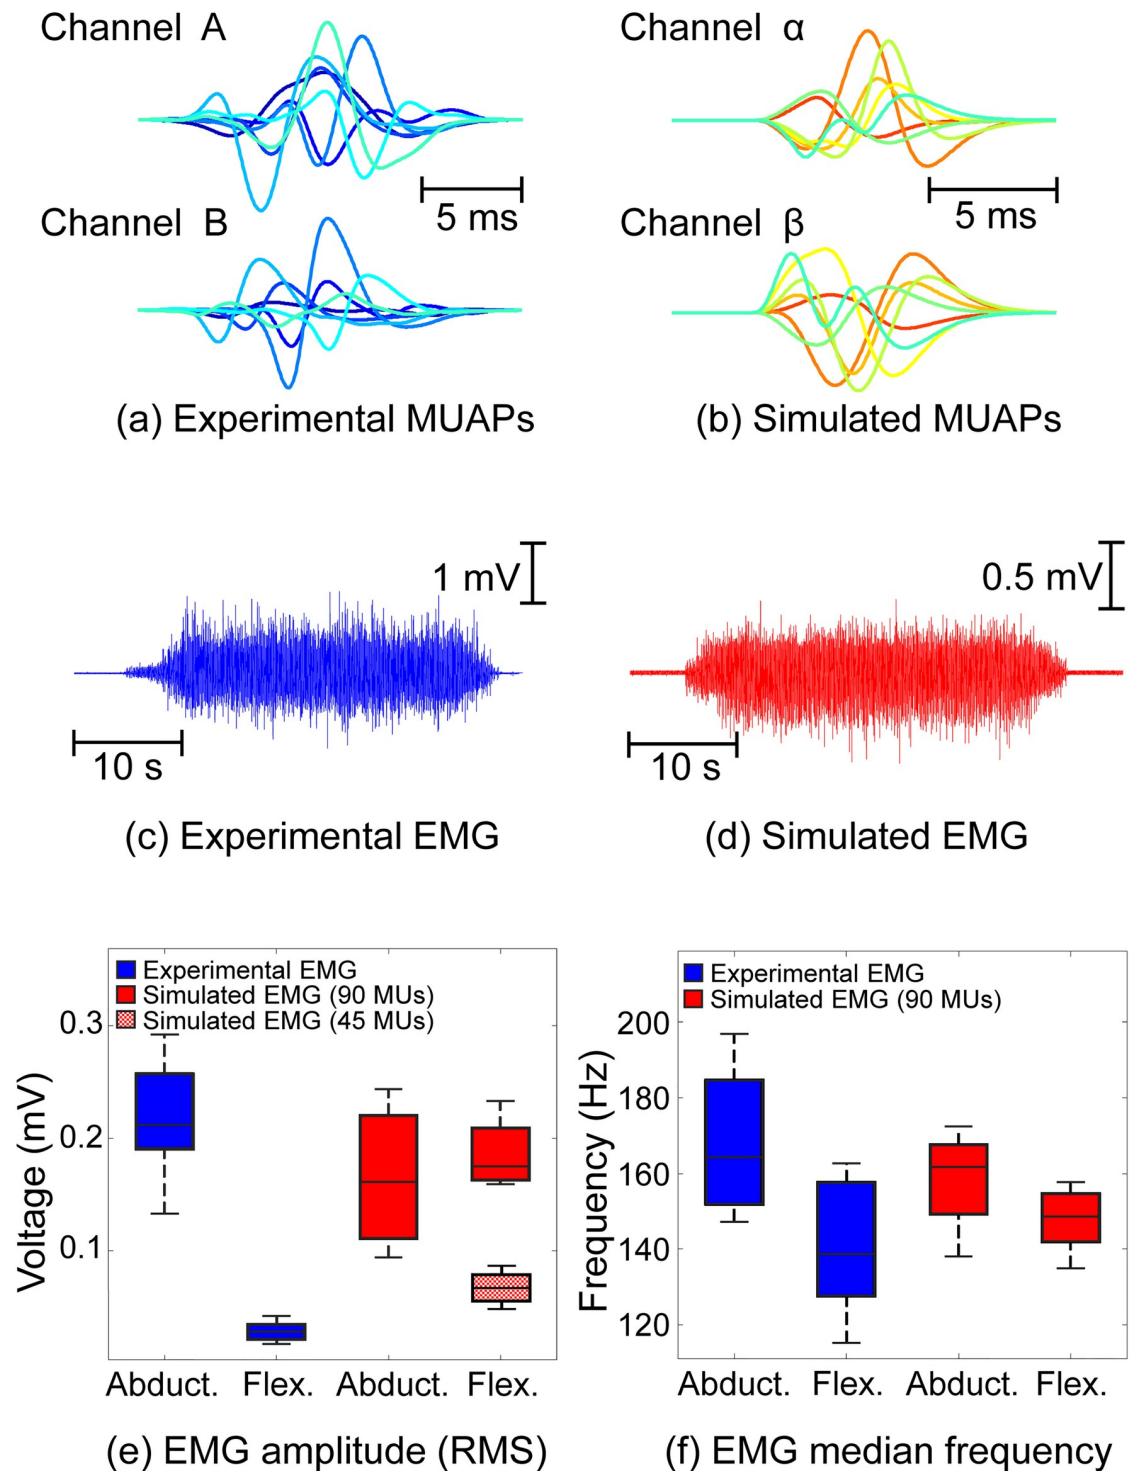 Channel A
Channel α
5 ms
5 ms
Channel B
Channel β
(a) Experimental MUAPs
(b) Simulated MUAPs
1 mV
0.5 mV
10 s
10 s
(c) Experimental EMG
(d) Simulated EMG
Experimental EMG
Simulated EMG (90 MUs)
Simulated EMG (45 MUs)
0.3
0.2
0.1
Voltage (mV)
Abduct. Flex. Abduct. Flex.
(e) EMG amplitude (RMS)
Experimental EMG
Simulated EMG (90 MUs)
200
180
160
140
120
Frequency (Hz)
Abduct. Flex. Abduct. Flex.
(f) EMG median frequency